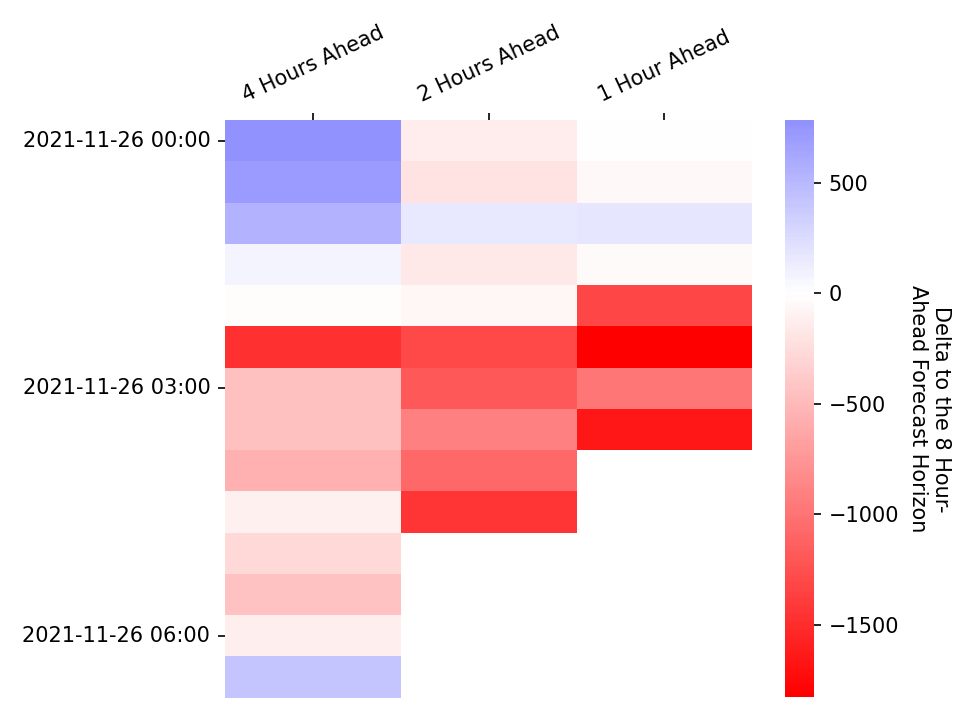 4 Hours Ahead
2 Hours Ahead
1 Hour Ahead
2021-11-26 00:00
2021-11-26 03:00
2021-11-26 06:00
500
0
−500
−1000
−1500
Delta to the 8 Hour-
Ahead Forecast Horizon